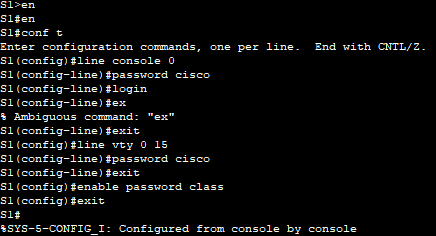 S1>en
S1#en
S1#conf t
Enter configuration commands, one per line.  End with CNTL/Z.
S1(config)#line console 0
S1(config-line)#password cisco
S1(config-line)#login
S1(config-line)#ex
% Ambiguous command: "ex"
S1(config-line)#exit
S1(config)#line vty 0 15
S1(config-line)#password cisco
S1(config-line)#exit
S1(config)#enable password class
S1(config)#exit
S1#
%SYS-5-CONFIG_I: Configured from console by console